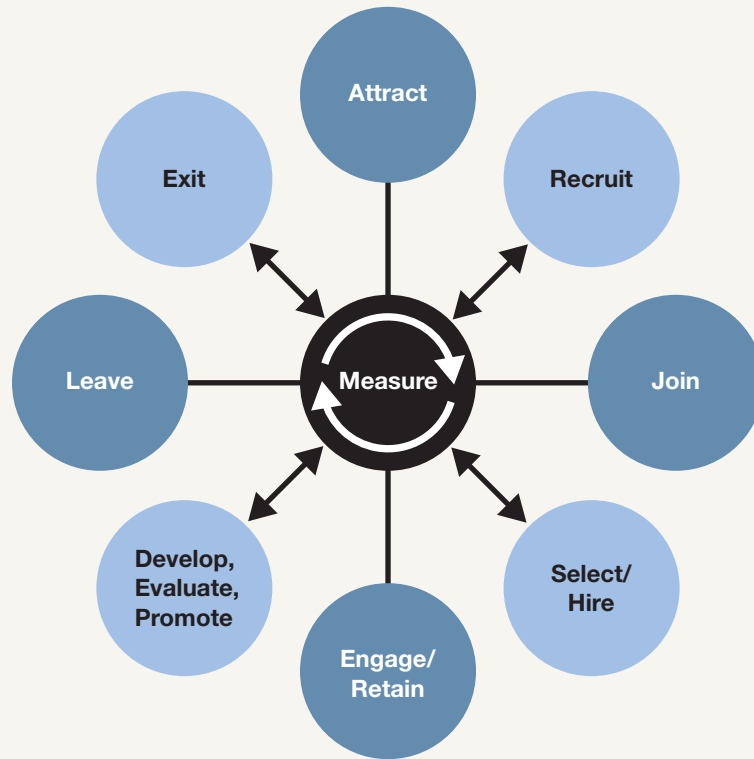 Attract
Exit
Recruit
Leave
Measure
Join
Develop,
Evaluate,
Promote
Select/
Hire
Engage/
Retain